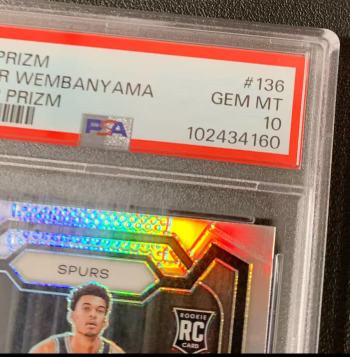 PRIZM
#136
R WEMBANYAMA
GEM MT
PRIZM
10
PSA
102434160
SPURS
ROOKIE
RC
CARD